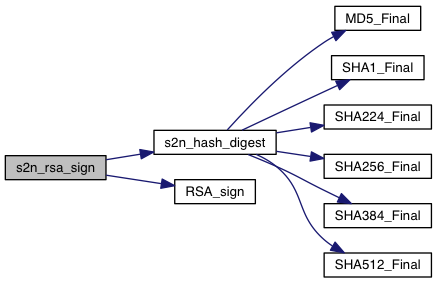 s2n_rsa_sign
s2n_hash_digest
RSA_sign
MD5_Final
SHA1_Final
SHA224_Final
SHA256_Final
SHA384_Final
SHA512_Final